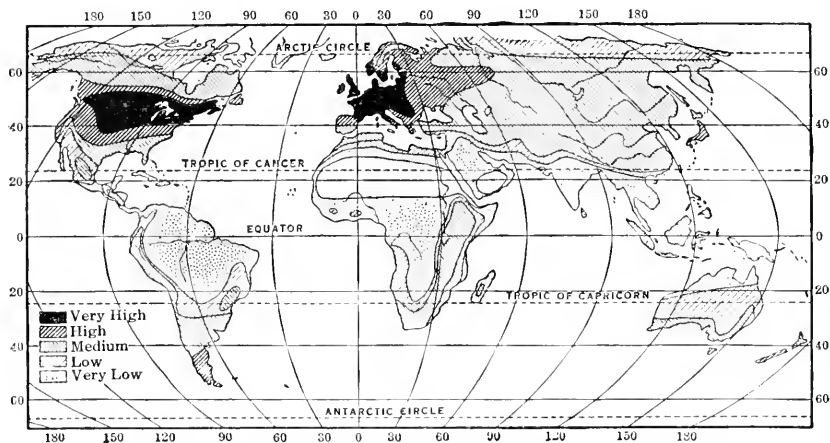 180 150 120 90 30 0 30 60 90 120 150 180
ARCTIC CIRCLE
60 60
40 40
TROPIC OF CANCER
20 20
EQUATOR
0 0
TROPIC OF CAPRICORN
20 20
Very High
High
Medium
40 40
Low
Very Low
60 60
ANTARCTIC CIRCLE
180 150 120 90 30 0 30 60 90 120 150 180